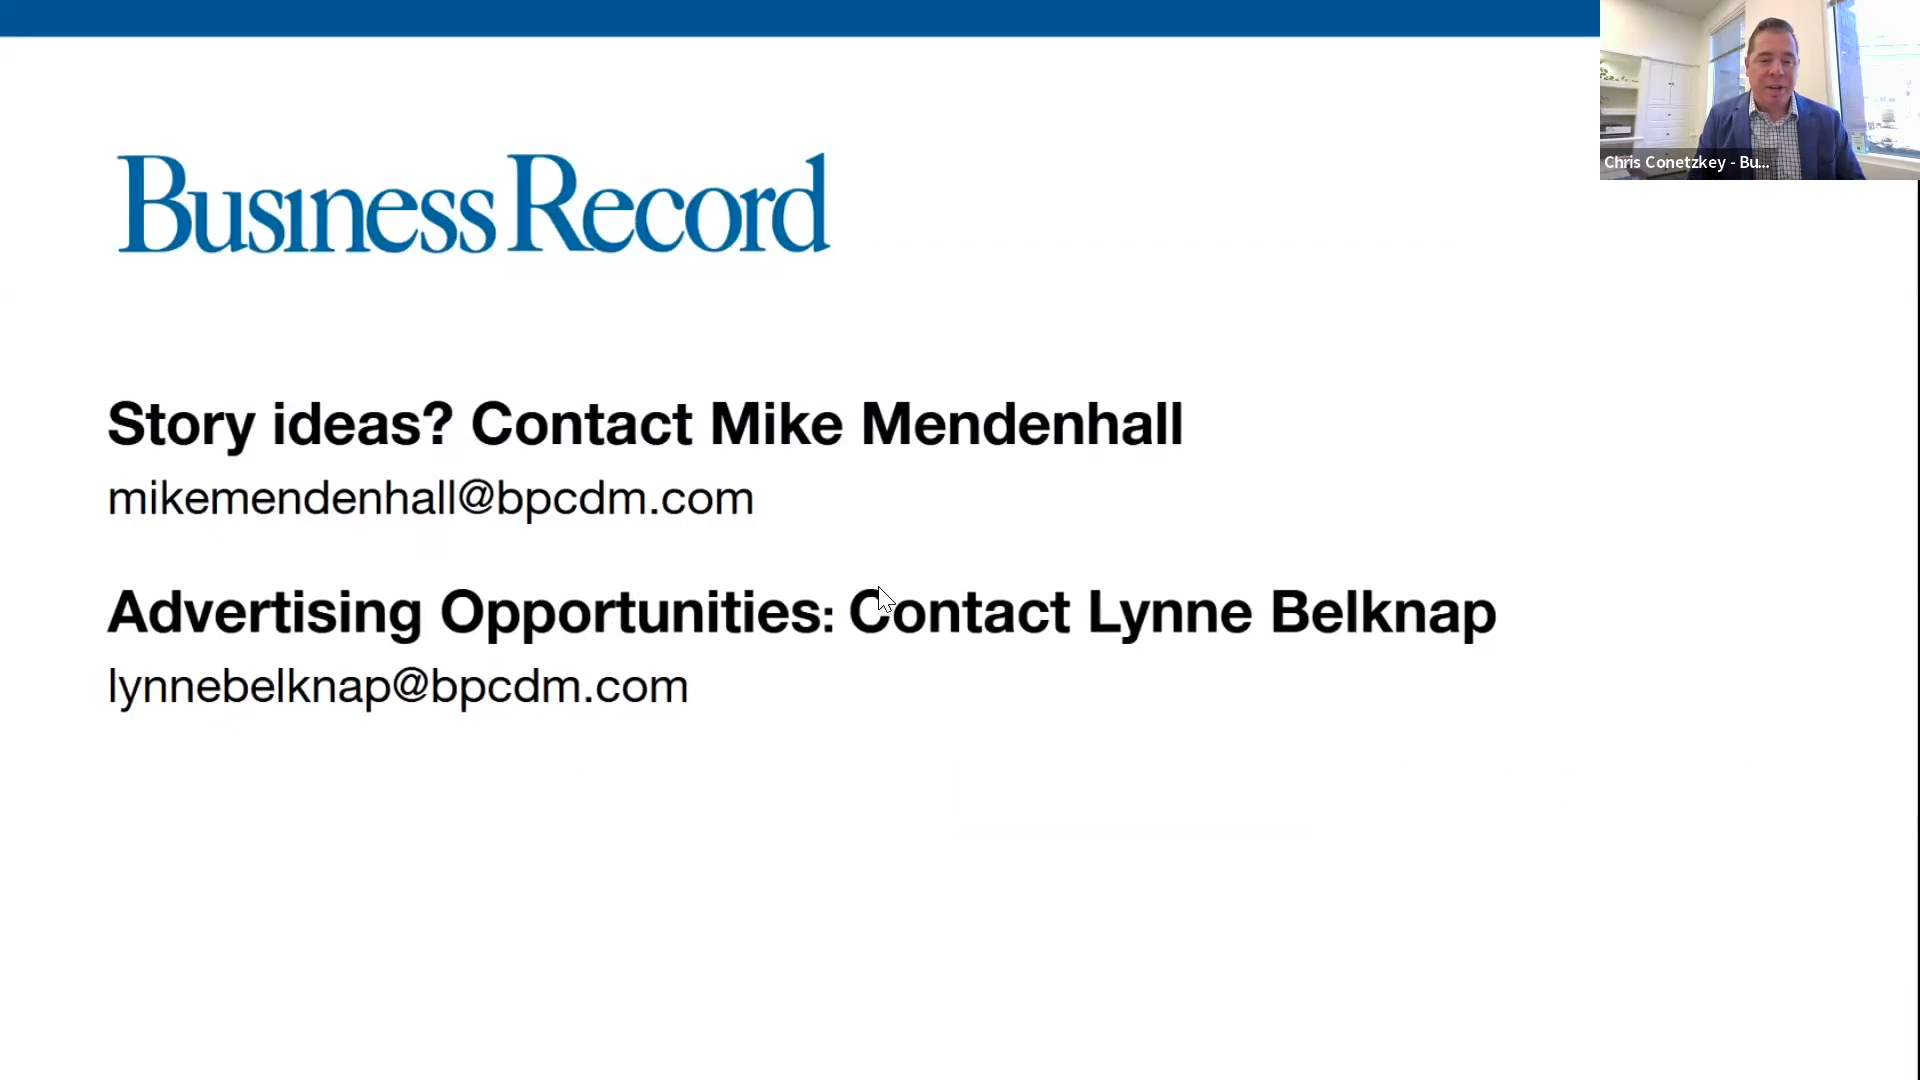 Chris Conetzkey - Bu...
Business Record
Story ideas? Contact Mike Mendenhall
mikemendenhall@bpcdm.com
Advertising Opportunities: Contact Lynne Belknap
lynnebelknap@bpcdm.com